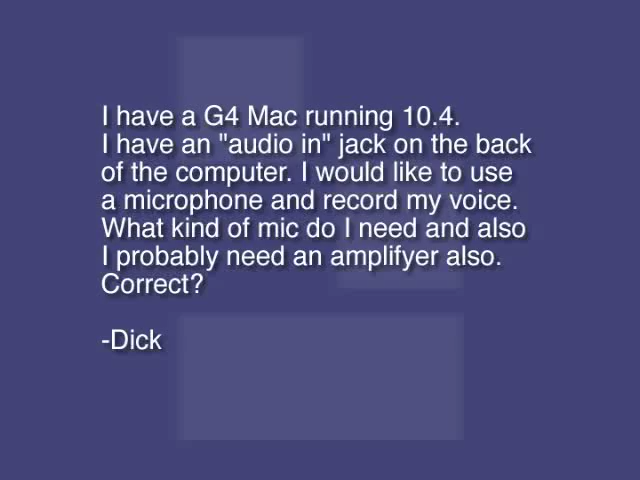 I have a G4 Mac running 10.4.
I have an "audio in" jack on the back
of the computer. I would like to use
a microphone and record my voice.
What kind of mic do I need and also
I probably need an amplifyer also.
Correct?
-Dick